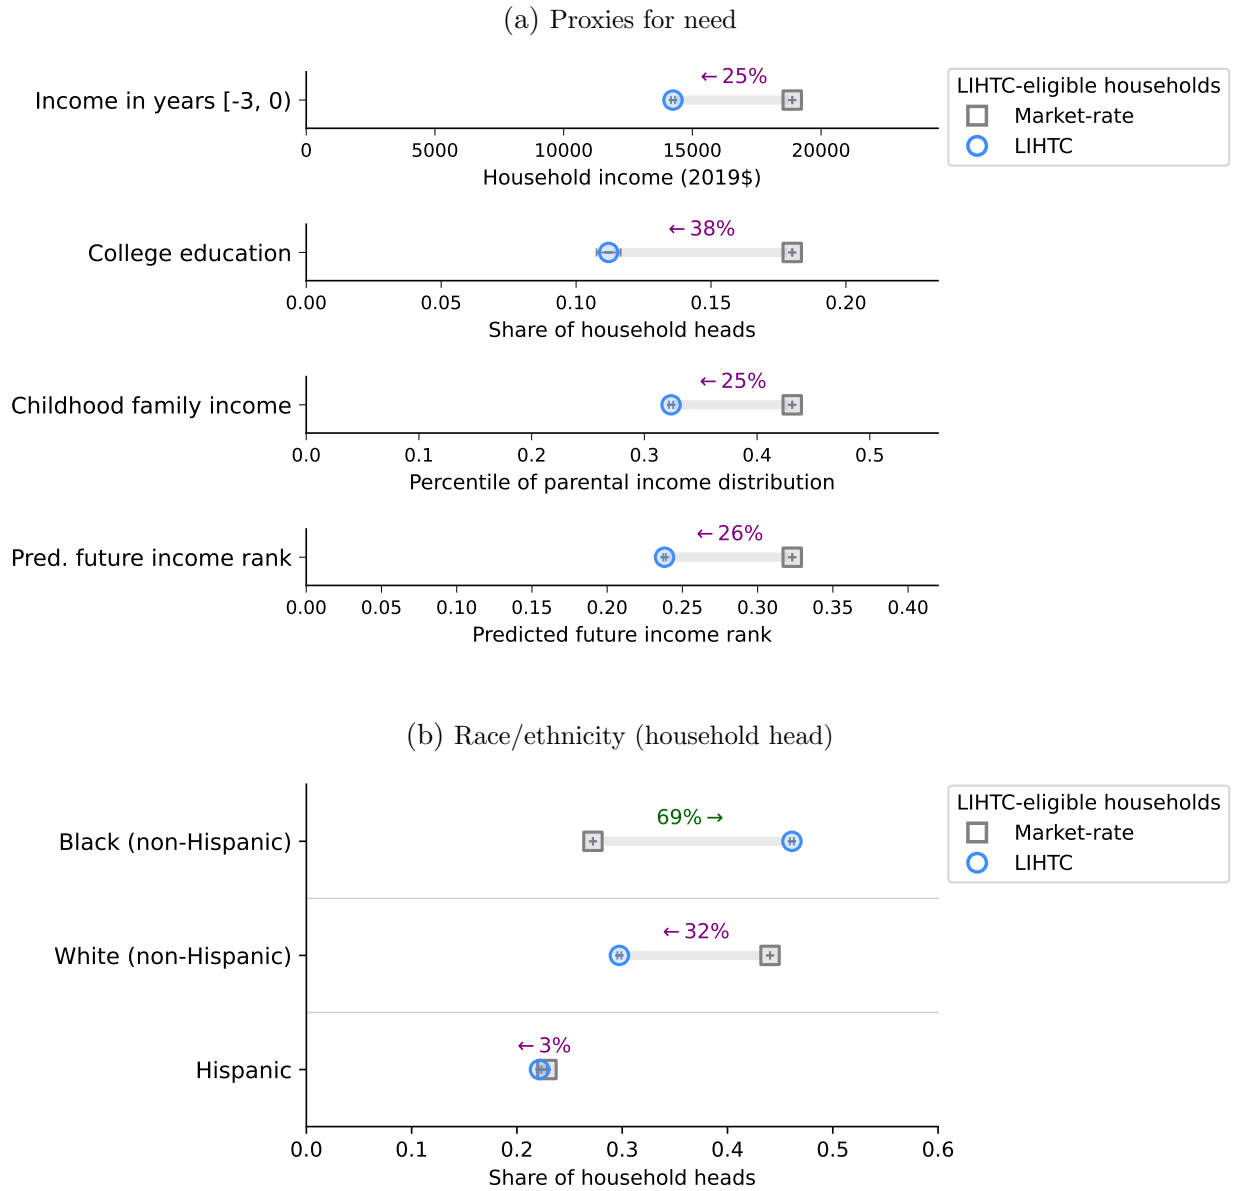 (a) Proxies for need
Income in years [-3, 0)
←25%
0 5000 10000 15000 20000
Household income (2019$)
LIHTC-eligible households
Market-rate
LIHTC
College education
←38%
0.00 0.05 0.10 0.15 0.20
Share of household heads
Childhood family income
←25%
0.0 0.1 0.2 0.3 0.4 0.5
Percentile of parental income distribution
Pred. future income rank
←26%
0.00 0.05 0.10 0.15 0.20 0.25 0.30 0.35 0.40
Predicted future income rank
(b) Race/ethnicity (household head)
LIHTC-eligible households
Market-rate
LIHTC
Black (non-Hispanic)
69%→
White (non-Hispanic)
←32%
Hispanic
←3%
0.0 0.1 0.2 0.3 0.4 0.5 0.6
Share of household heads